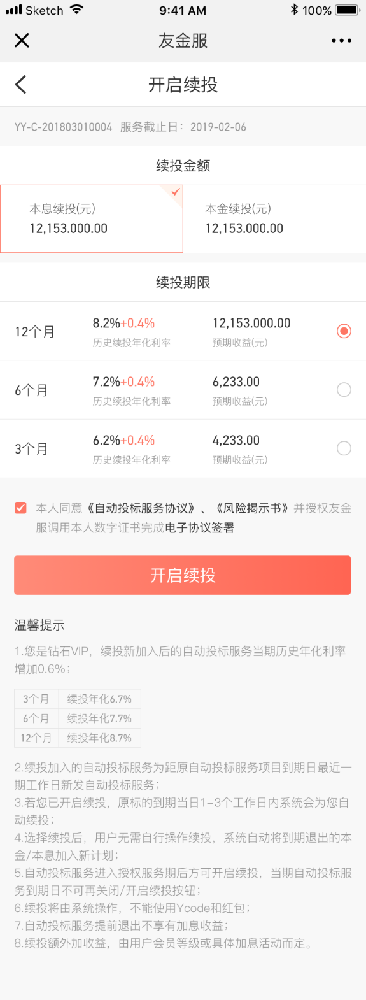 Sketch 9:41 AM 100%
友金服
开启续投
YY-C-201803010004 服务截止日：2019-02-06
续投金额
本息续投(元) 本金续投(元)
12,153.000.00 12,153.000.00
续投期限
12个月 8.2%+0.4% 12,153.000.00
历史续投年化利率 预期收益(元)
6个月 7.2%+0.4% 6,233.00
历史续投年化利率 预期收益(元)
3个月 6.2%+0.4% 4,233.00
历史续投年化利率 预期收益(元)
本人同意《自动投标服务协议》、《风险揭示书》并授权友金
服调用本人数字证书完成电子协议签署
开启续投
温馨提示
1.您是钻石VIP，续投新加入后的自动投标服务当期历史年化利率
增加0.6%；
3个月 续投年化6.7%
6个月 续投年化7.7%
12个月 续投年化8.7%
2.续投加入的自动投标服务为距原自动投标服务项目到期日最近一
期工作日新发自动投标服务；
3.若您已开启续投，原标的到期当日1-3个工作日内系统会为您自
动续投；
4.选择续投后，用户无需自行操作续投，系统自动将到期退出的本
金/本息加入新计划；
5.自动投标服务进入授权服务期后方可开启续投，当期自动投标服
务到期日不可再关闭/开启续投按钮；
6.续投将由系统操作，不能使用Ycode和红包；
7.自动投标服务提前退出不享有加息收益；
8.续投额外加收益，由用户会员等级或具体加息活动而定。